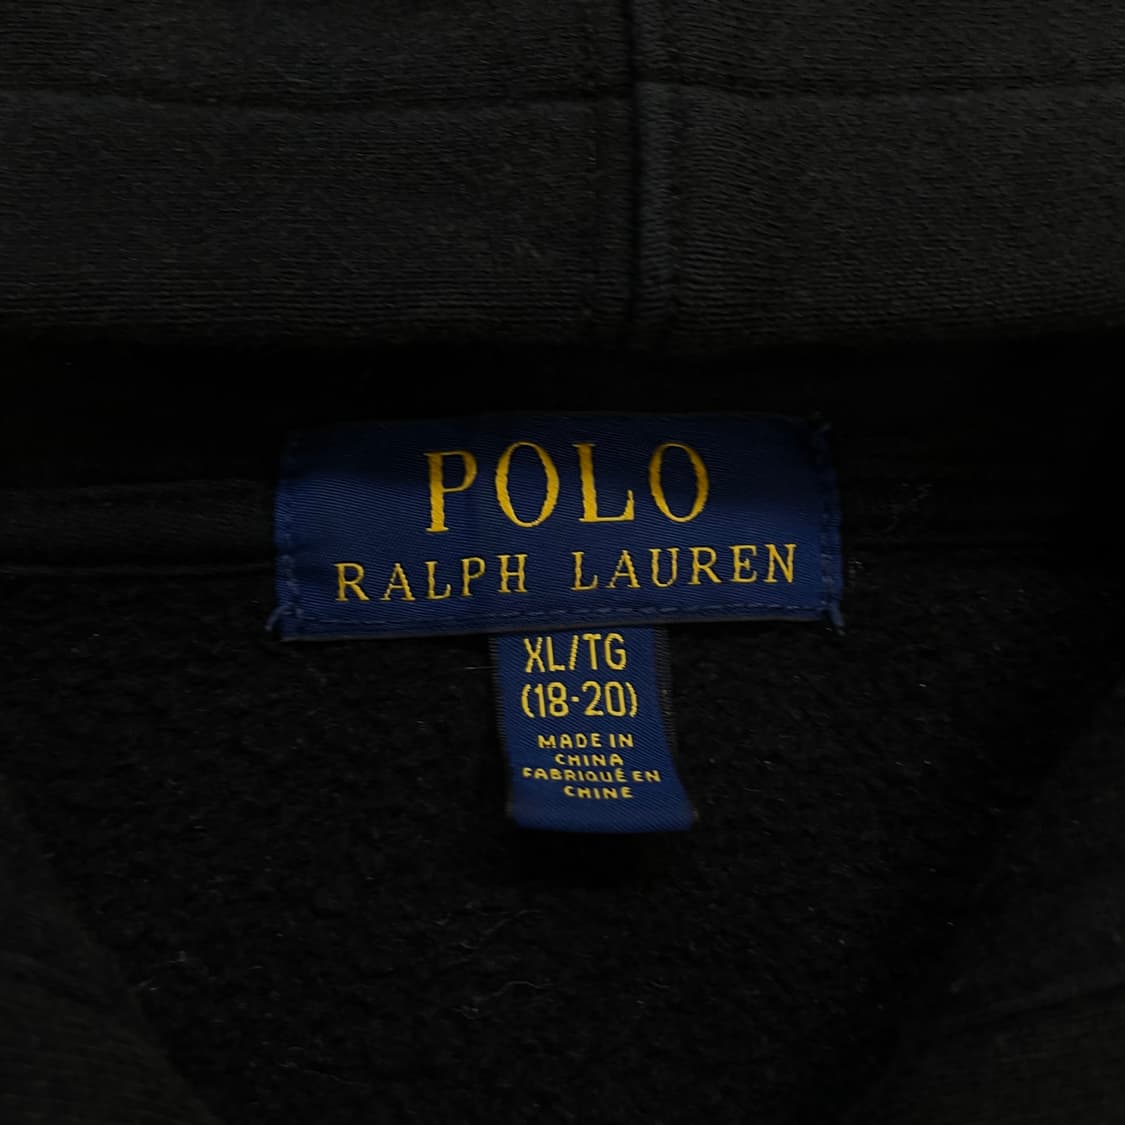 POLO
RALPH LAUREN
XL/TG
(18-20)
MADE IN
CHINA
FABRIQUÉ EN
CHINE